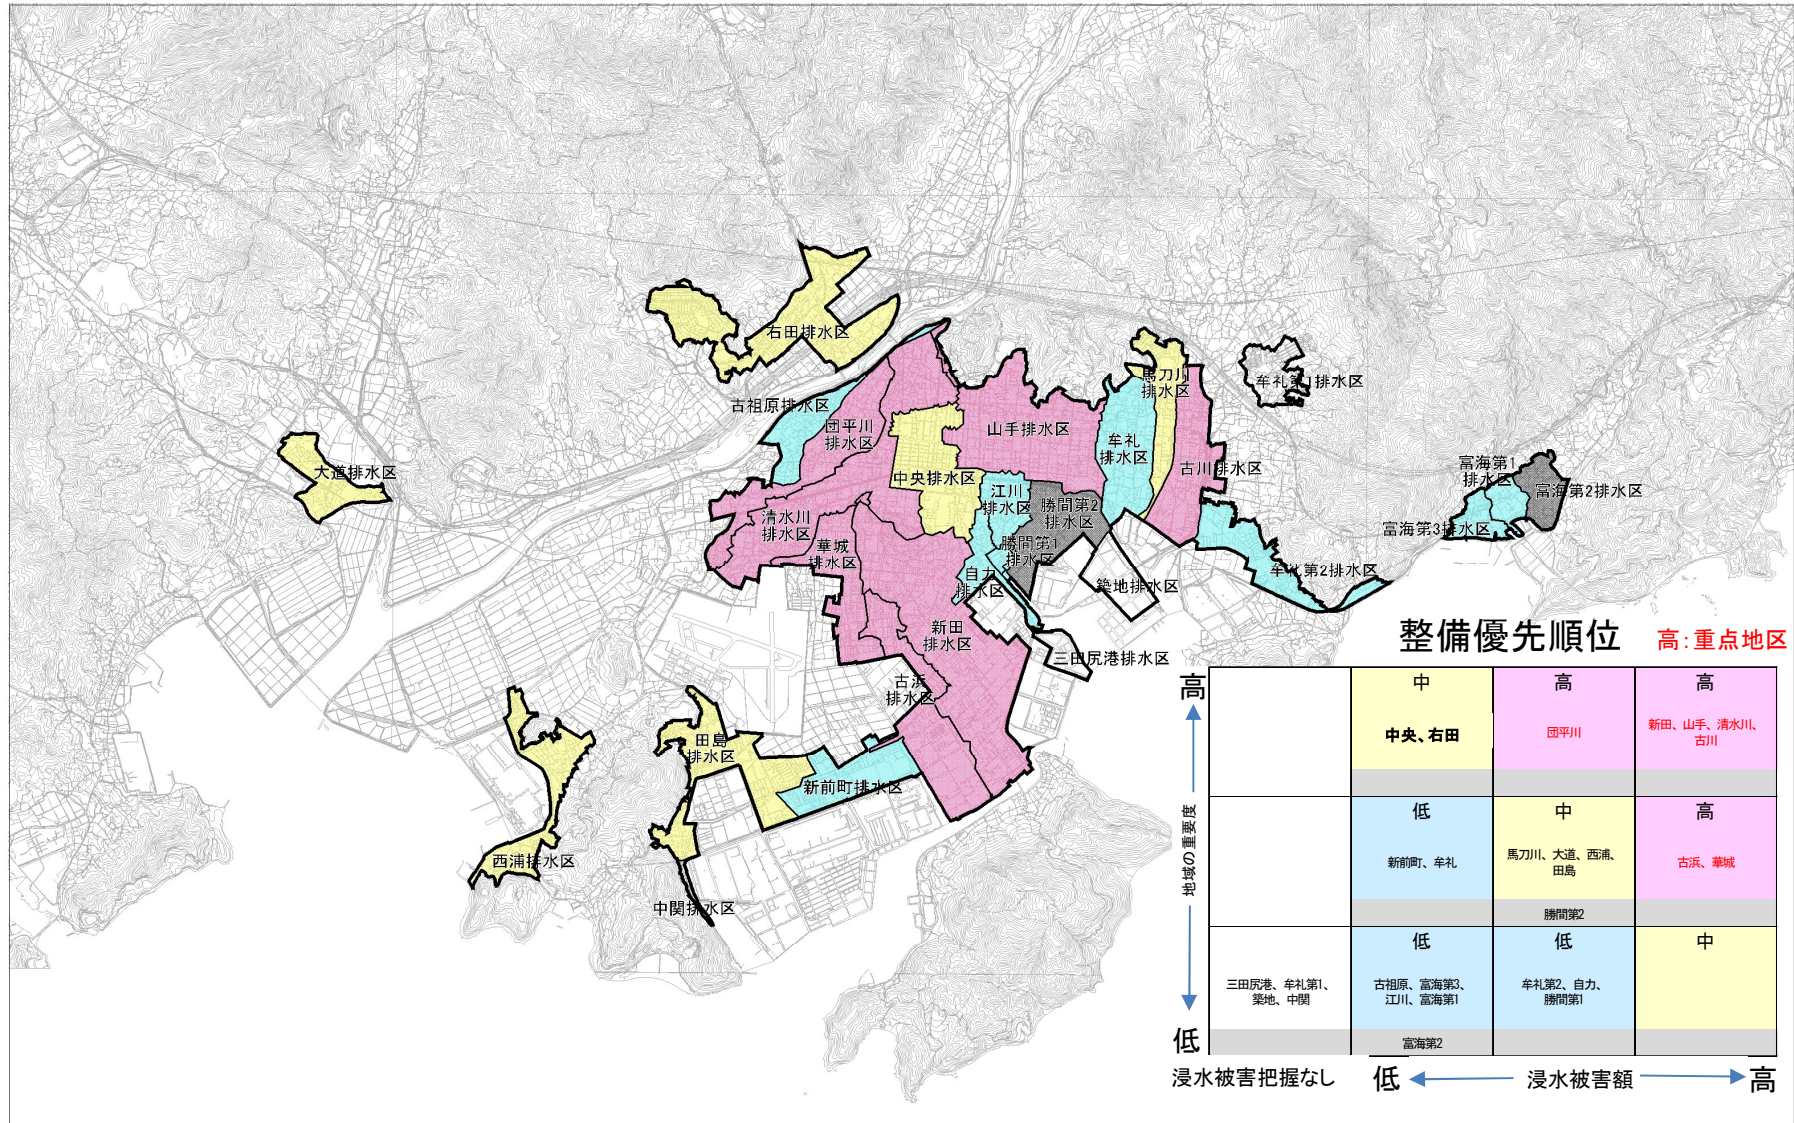 右田排水区
古祖原排水区
団平川
排水区
大道排水区
中央排水区
山手排水区
牟礼
排水区
馬刀川
排水区
古川排水区
牟礼第1排水区
富海第1
排水区
富海第2排水区
富海第3排水区
江川
排水区
勝間第2
排水区
勝間第1
排水区
清水川
排水区
華城
排水区
自力
排水区
築地排水区
牟礼第2排水区
新田
排水区
三田尻港排水区
古浜
排水区
田島
排水区
新前町排水区
西浦排水区
中関排水区
整備優先順位
高:重点地区
高
中
高
高
中央、右田
団平川
新田、山手、清水川、
古川
地域の重要度
低
中
高
新前町、牟礼
馬刀川、大道、西浦、
田島
古浜、華城
勝間第2
低
低
中
三田尻港、牟礼第1、
築地、中関
古祖原、富海第3、
江川、富海第1
牟礼第2、自力、
勝間第1
富海第2
低
浸水被害把握なし
低
浸水被害額
高